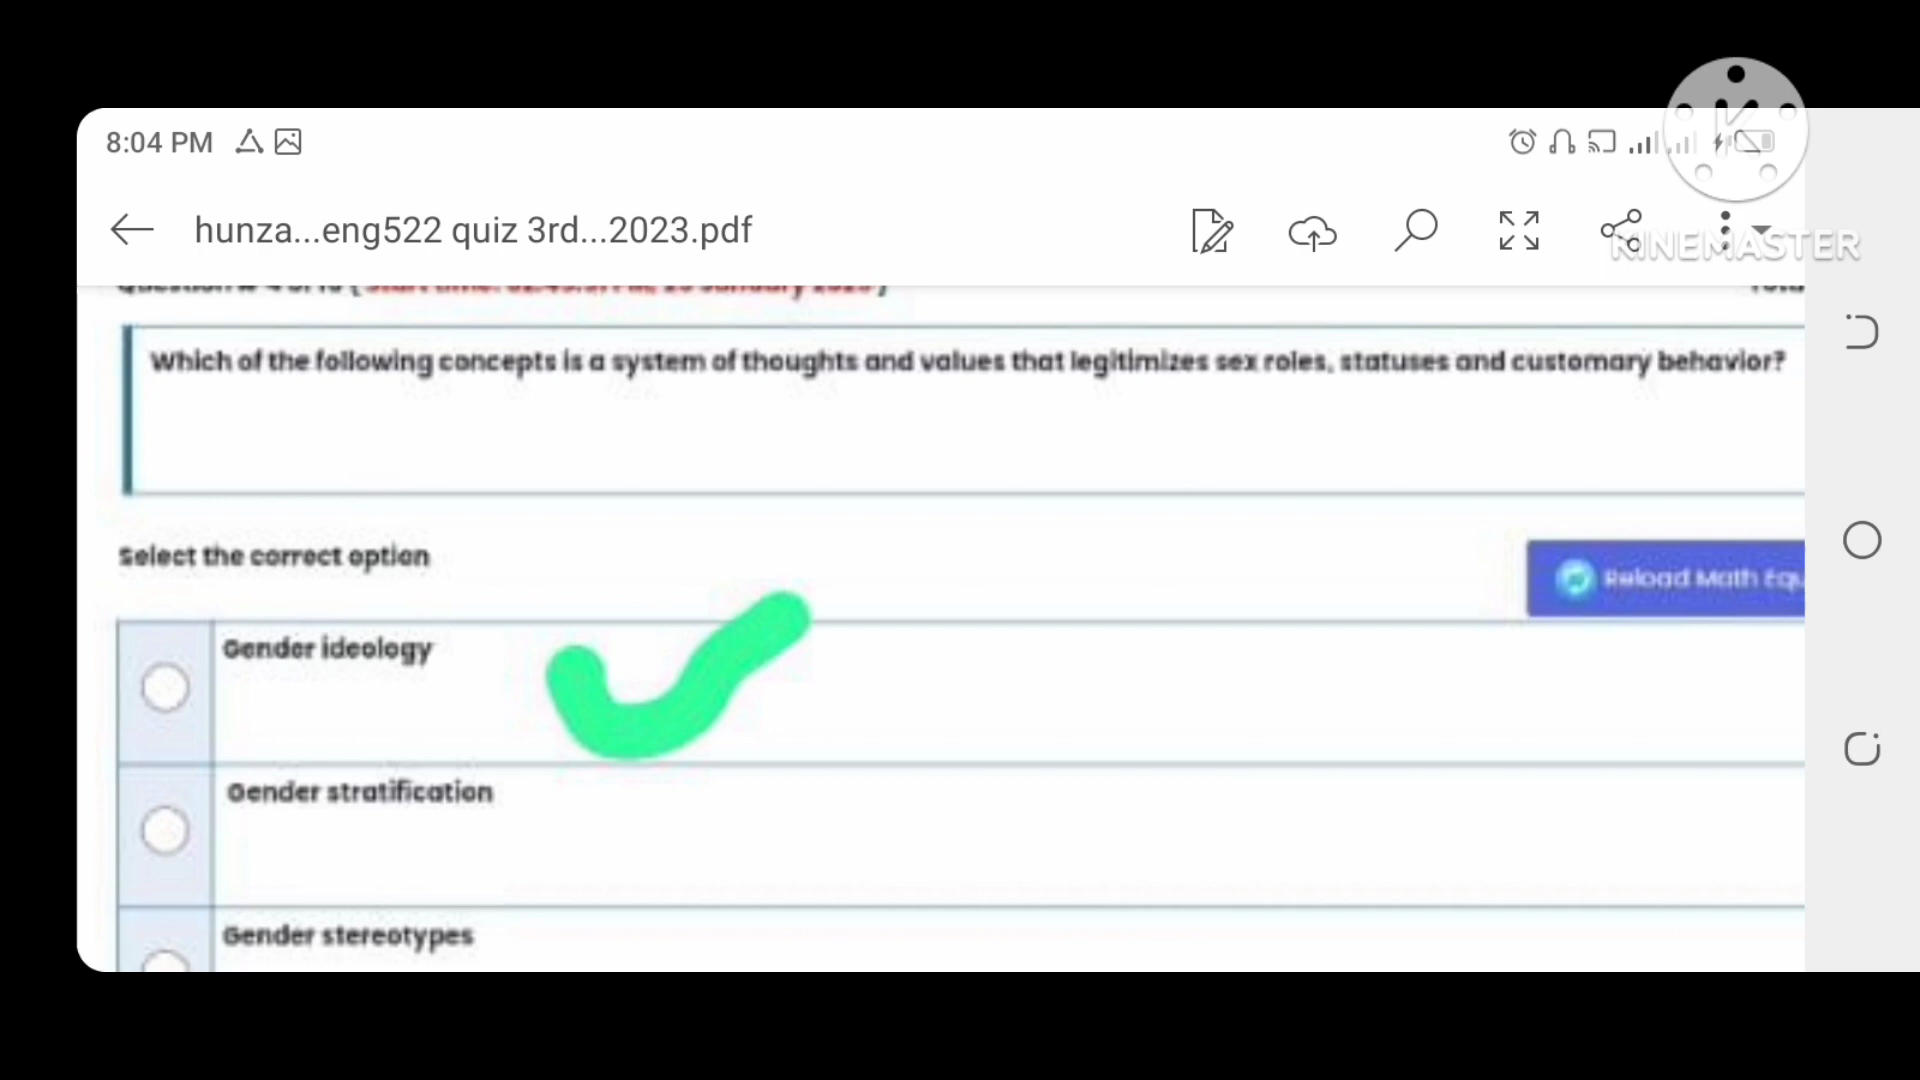 8:04 PM
hunza...eng522 quiz 3rd...2023.pdf
KINEMASTER
Which of the following concepts is a system of thoughts and values that legitimizes sex roles, statuses and customary behavior?
Select the correct option
Reload Math Equ
Gender ideology
Gender stratification
Gender stereotypes